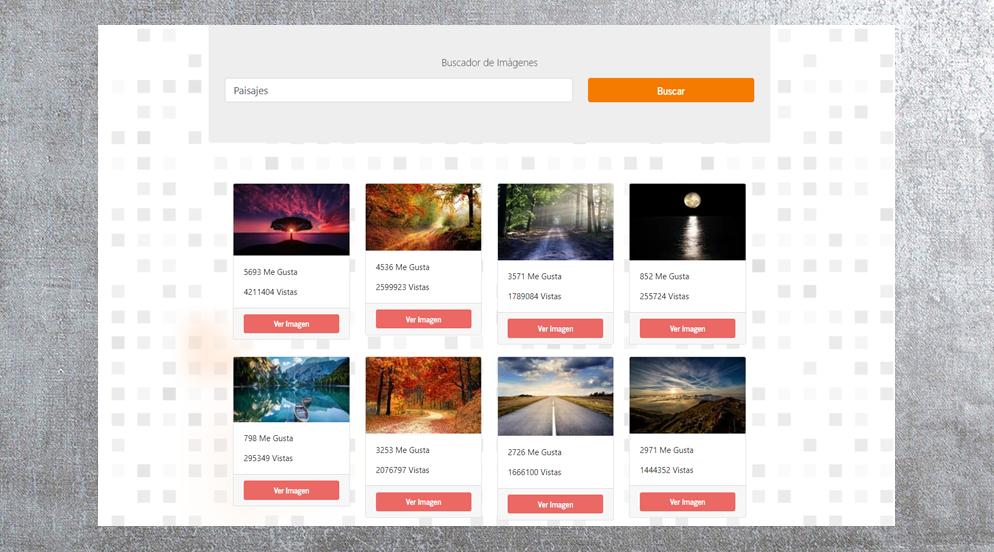 Buscador de Imágenes
Paisajes
Buscar
5693 Me Gusta
4211404 Vistas
Ver Imagen
4536 Me Gusta
2599923 Vistas
Ver Imagen
3571 Me Gusta
1789084 Vistas
Ver Imagen
852 Me Gusta
255724 Vistas
Ver Imagen
798 Me Gusta
295349 Vistas
Ver Imagen
3253 Me Gusta
2076797 Vistas
Ver Imagen
2726 Me Gusta
1666100 Vistas
Ver Imagen
2971 Me Gusta
1444352 Vistas
Ver Imagen